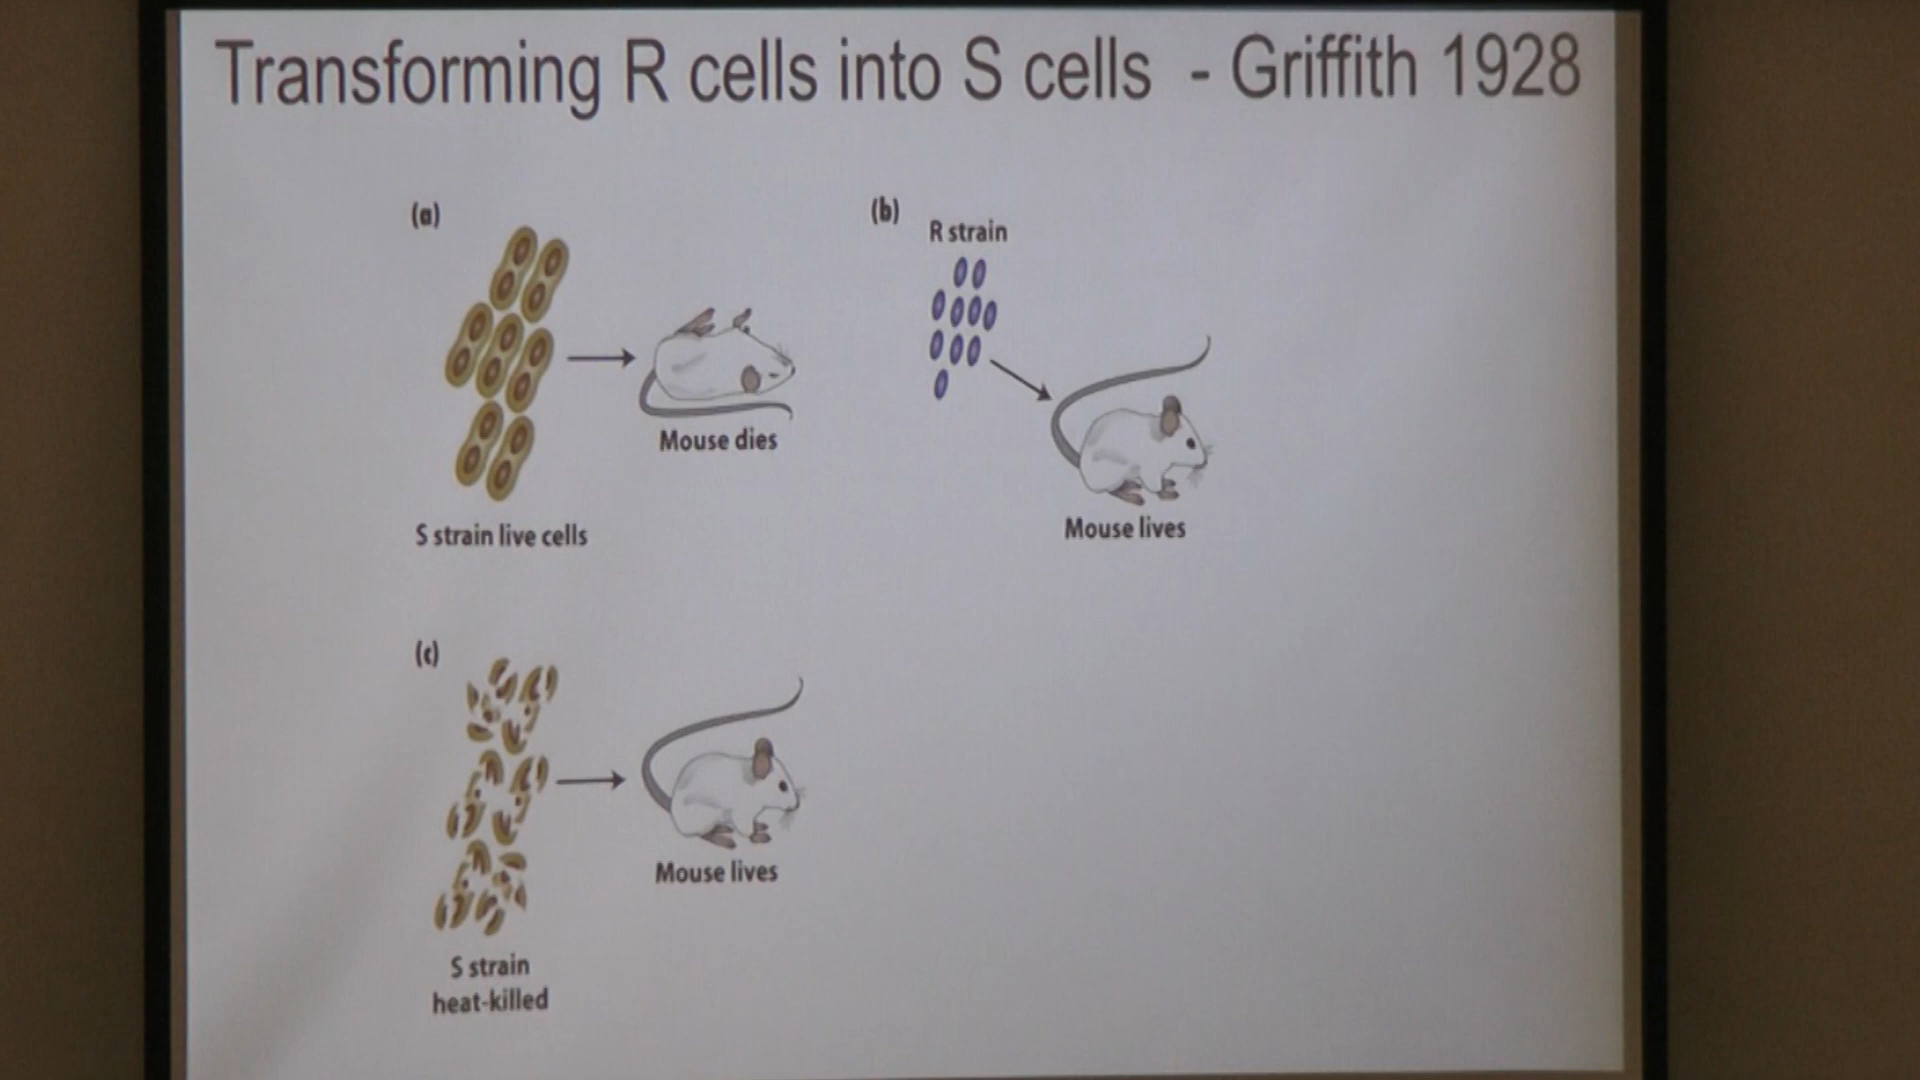 Transforming R cells into S cells - Griffith 1928
(a)
Mouse dies
S strain live cells
(b)
R strain
Mouse lives
(c)
Mouse lives
S strain
heat-killed